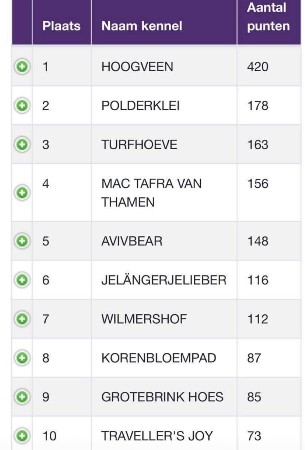 Plaats Naam kennel Aantal
punten
1 HOOGVEEN 420
2 POLDERKLEI 178
3 TURFHOEVE 163
4 MAC TAFRA VAN 156
THAMEN
5 AVIVBEAR 148
6 JELÄNGERJELIEBER 116
7 WILMERSHOF 112
8 KORENBLOEMPAD 87
9 GROTEBRINK HOES 85
10 TRAVELLER'S JOY 73